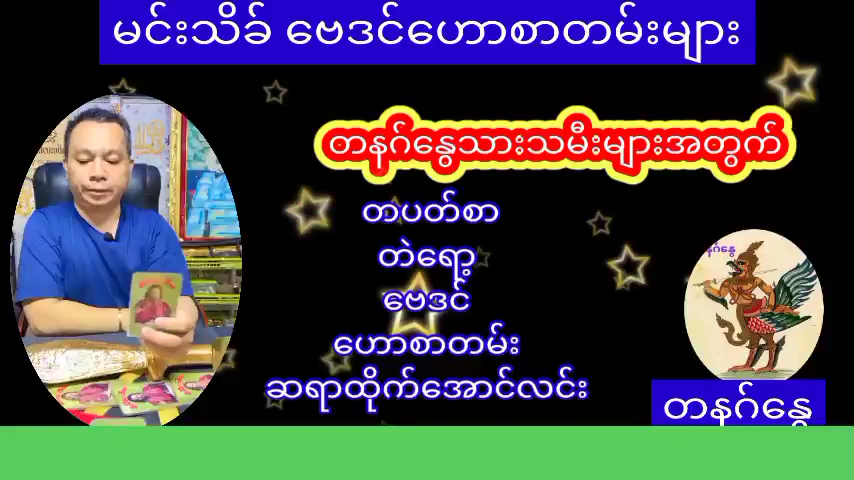 မင်းသိခ် ဗေဒင်ဟောစာတမ်းများ
တနင်္ဂနွေသားသမီးများအတွက်
တပတ်စာ
တဲရော့
ဗေဒင်
ဟောစာတမ်း
ဆရာထိုက်အောင်လင်း
တနင်္ဂနွေ